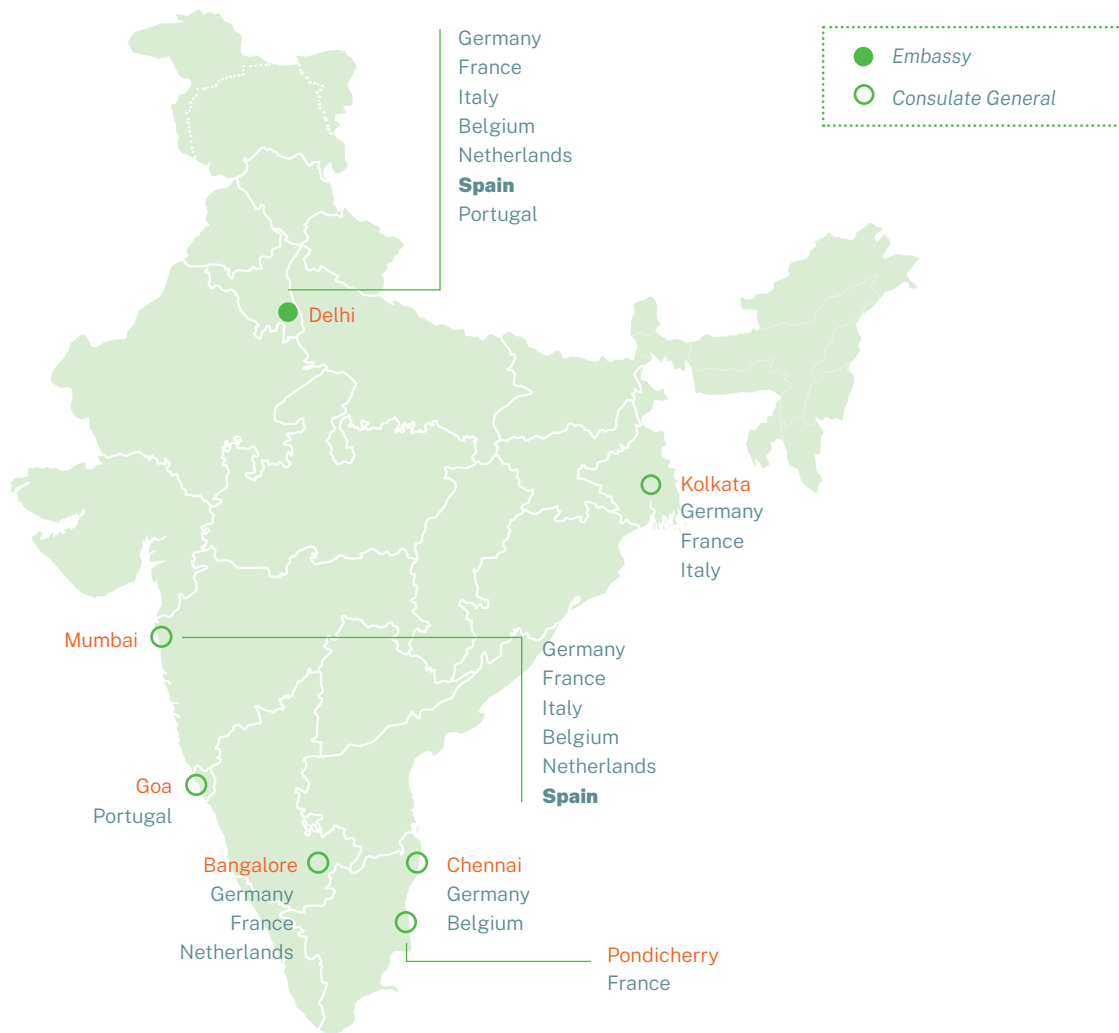 Germany
France
Italy
Belgium
Netherlands
Spain
Portugal
Embassy
Consulate General
Delhi
Kolkata
Germany
France
Italy
Mumbai
Germany
France
Italy
Belgium
Netherlands
Spain
Goa
Portugal
Bangalore
Germany
France
Netherlands
Chennai
Germany
Belgium
Pondicherry
France